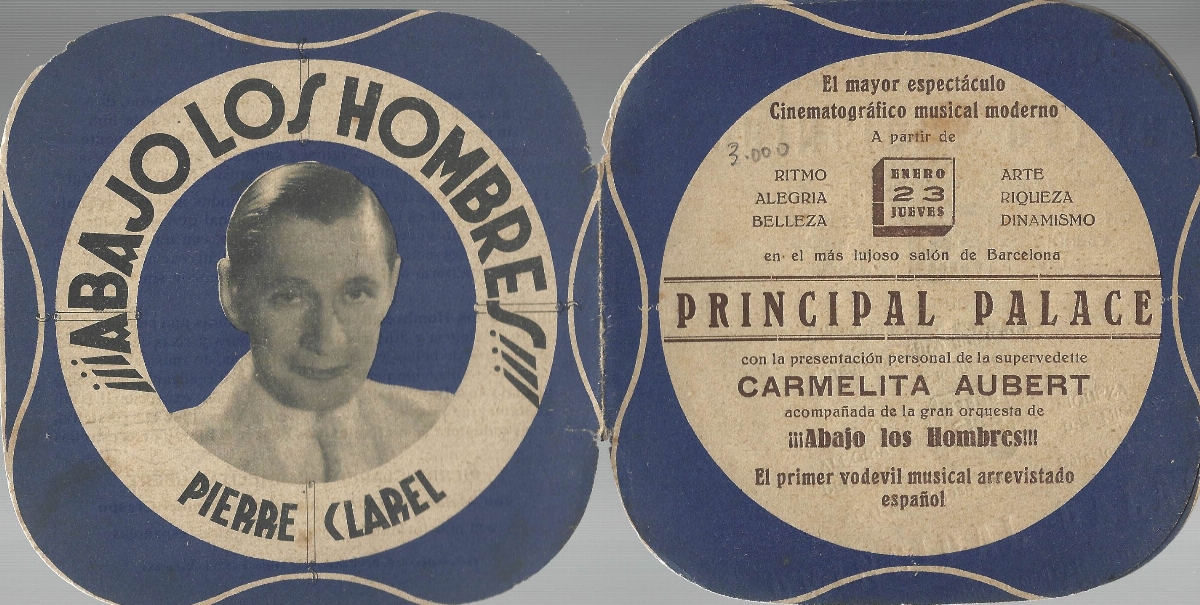 ¡¡¡ABAJO LOS HOMBRES!!!
PIERRE CLAREL
El mayor espectáculo
Cinematográfico musical moderno
A partir de
3.000
RITMO
ALEGRIA
BELLEZA
ENERO
23
JUEVES
ARTE
RIQUEZA
DINAMISMO
en el más lujoso salón de Barcelona
PRINCIPAL PALACE
con la presentación personal de la supervedette
CARMELITA AUBERT
acompañada de la gran orquesta de
¡¡¡Abajo los Hombres!!!
El primer vodevil musical arrevistado
español